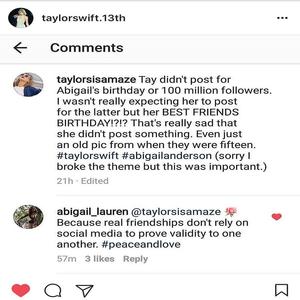 taylorswift.13th
Comments
taylorsisamaze Tay didn't post for
Abigail's birthday or 100 million followers.
I wasn't really expecting her to post
for the latter but her BEST FRIENDS
BIRTHDAY!?!? That's really sad that
she didn't post something. Even just
an old pic from when they were fifteen.
#taylorswift #abigailanderson (sorry I
broke the theme but this was important.)
21h · Edited
abigail_lauren @taylorsisamaze
Because real friendships don't rely on
social media to prove validity to one
another. #peaceandlove
57m 3 likes Reply